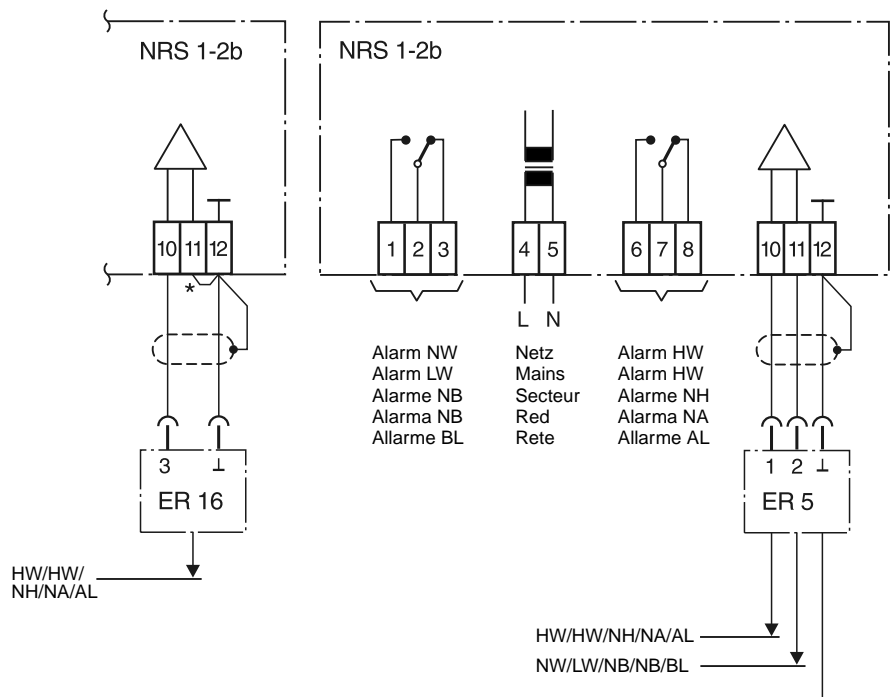 NRS 1-2b
NRS 1-2b
10 11 12
1 2 3
4 5
6 7 8
10 11 12
*
L N
Alarm NW
Alarm LW
Alarme NB
Alarma NB
Allarme BL
Netz
Mains
Secteur
Red
Rete
Alarm HW
Alarm HW
Alarme NH
Alarma NA
Allarme AL
3 ⊥
ER 16
1 2 ⊥
ER 5
HW/HW/
NH/NA/AL
HW/HW/NH/NA/AL
NW/LW/NB/NB/BL